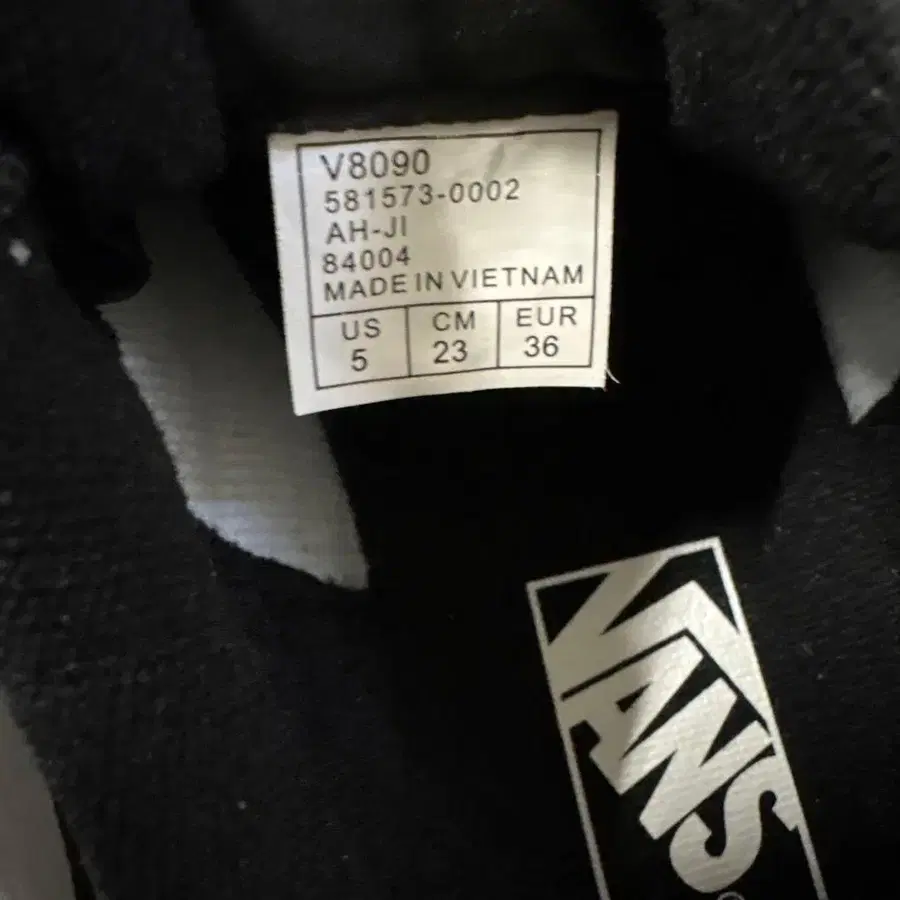 V8090
581573-0002
AH-JI
84004
MADE IN VIETNAM
US CM EUR
5 23 36
VANS